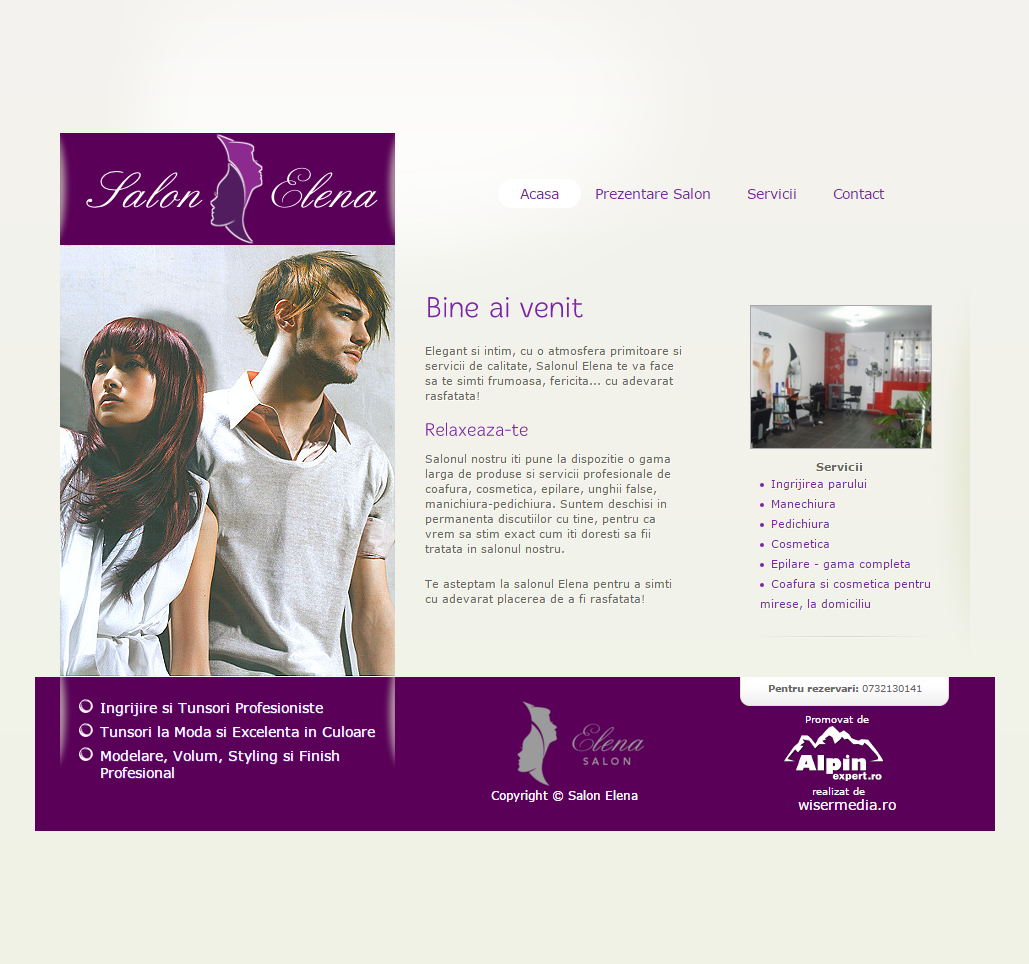 Salon Elena
Acasa
Prezentare Salon
Servicii
Contact
Bine ai venit
Elegant si intim, cu o atmosfera primitoare si
servicii de calitate, Salonul Elena te va face
sa te simti frumoasa, fericita... cu adevarat
rasfatata!
Relaxeaza-te
Salonul nostru iti pune la dispozitie o gama
larga de produse si servicii profesionale de
coafura, cosmetica, epilare, unghii false,
manichiura-pedichiura. Suntem deschisi in
permanenta discutiilor cu tine, pentru ca
vrem sa stim exact cum iti doresti sa fii
tratata in salonul nostru.
Te asteptam la salonul Elena pentru a simti
cu adevarat placerea de a fi rasfatata!
Servicii
Ingrijirea parului
Manechiura
Pedichiura
Cosmetica
Epilare - gama completa
Coafura si cosmetica pentru
mirese, la domiciliu
Ingrijire si Tunsori Profesioniste
Tunsori la Moda si Excelenta in Culoare
Modelare, Volum, Styling si Finish
Profesional
Elena
SALON
Copyright © Salon Elena
Pentru rezervari: 0732130141
Promovat de
Alpin
expert.ro
realizat de
wisermedia.ro